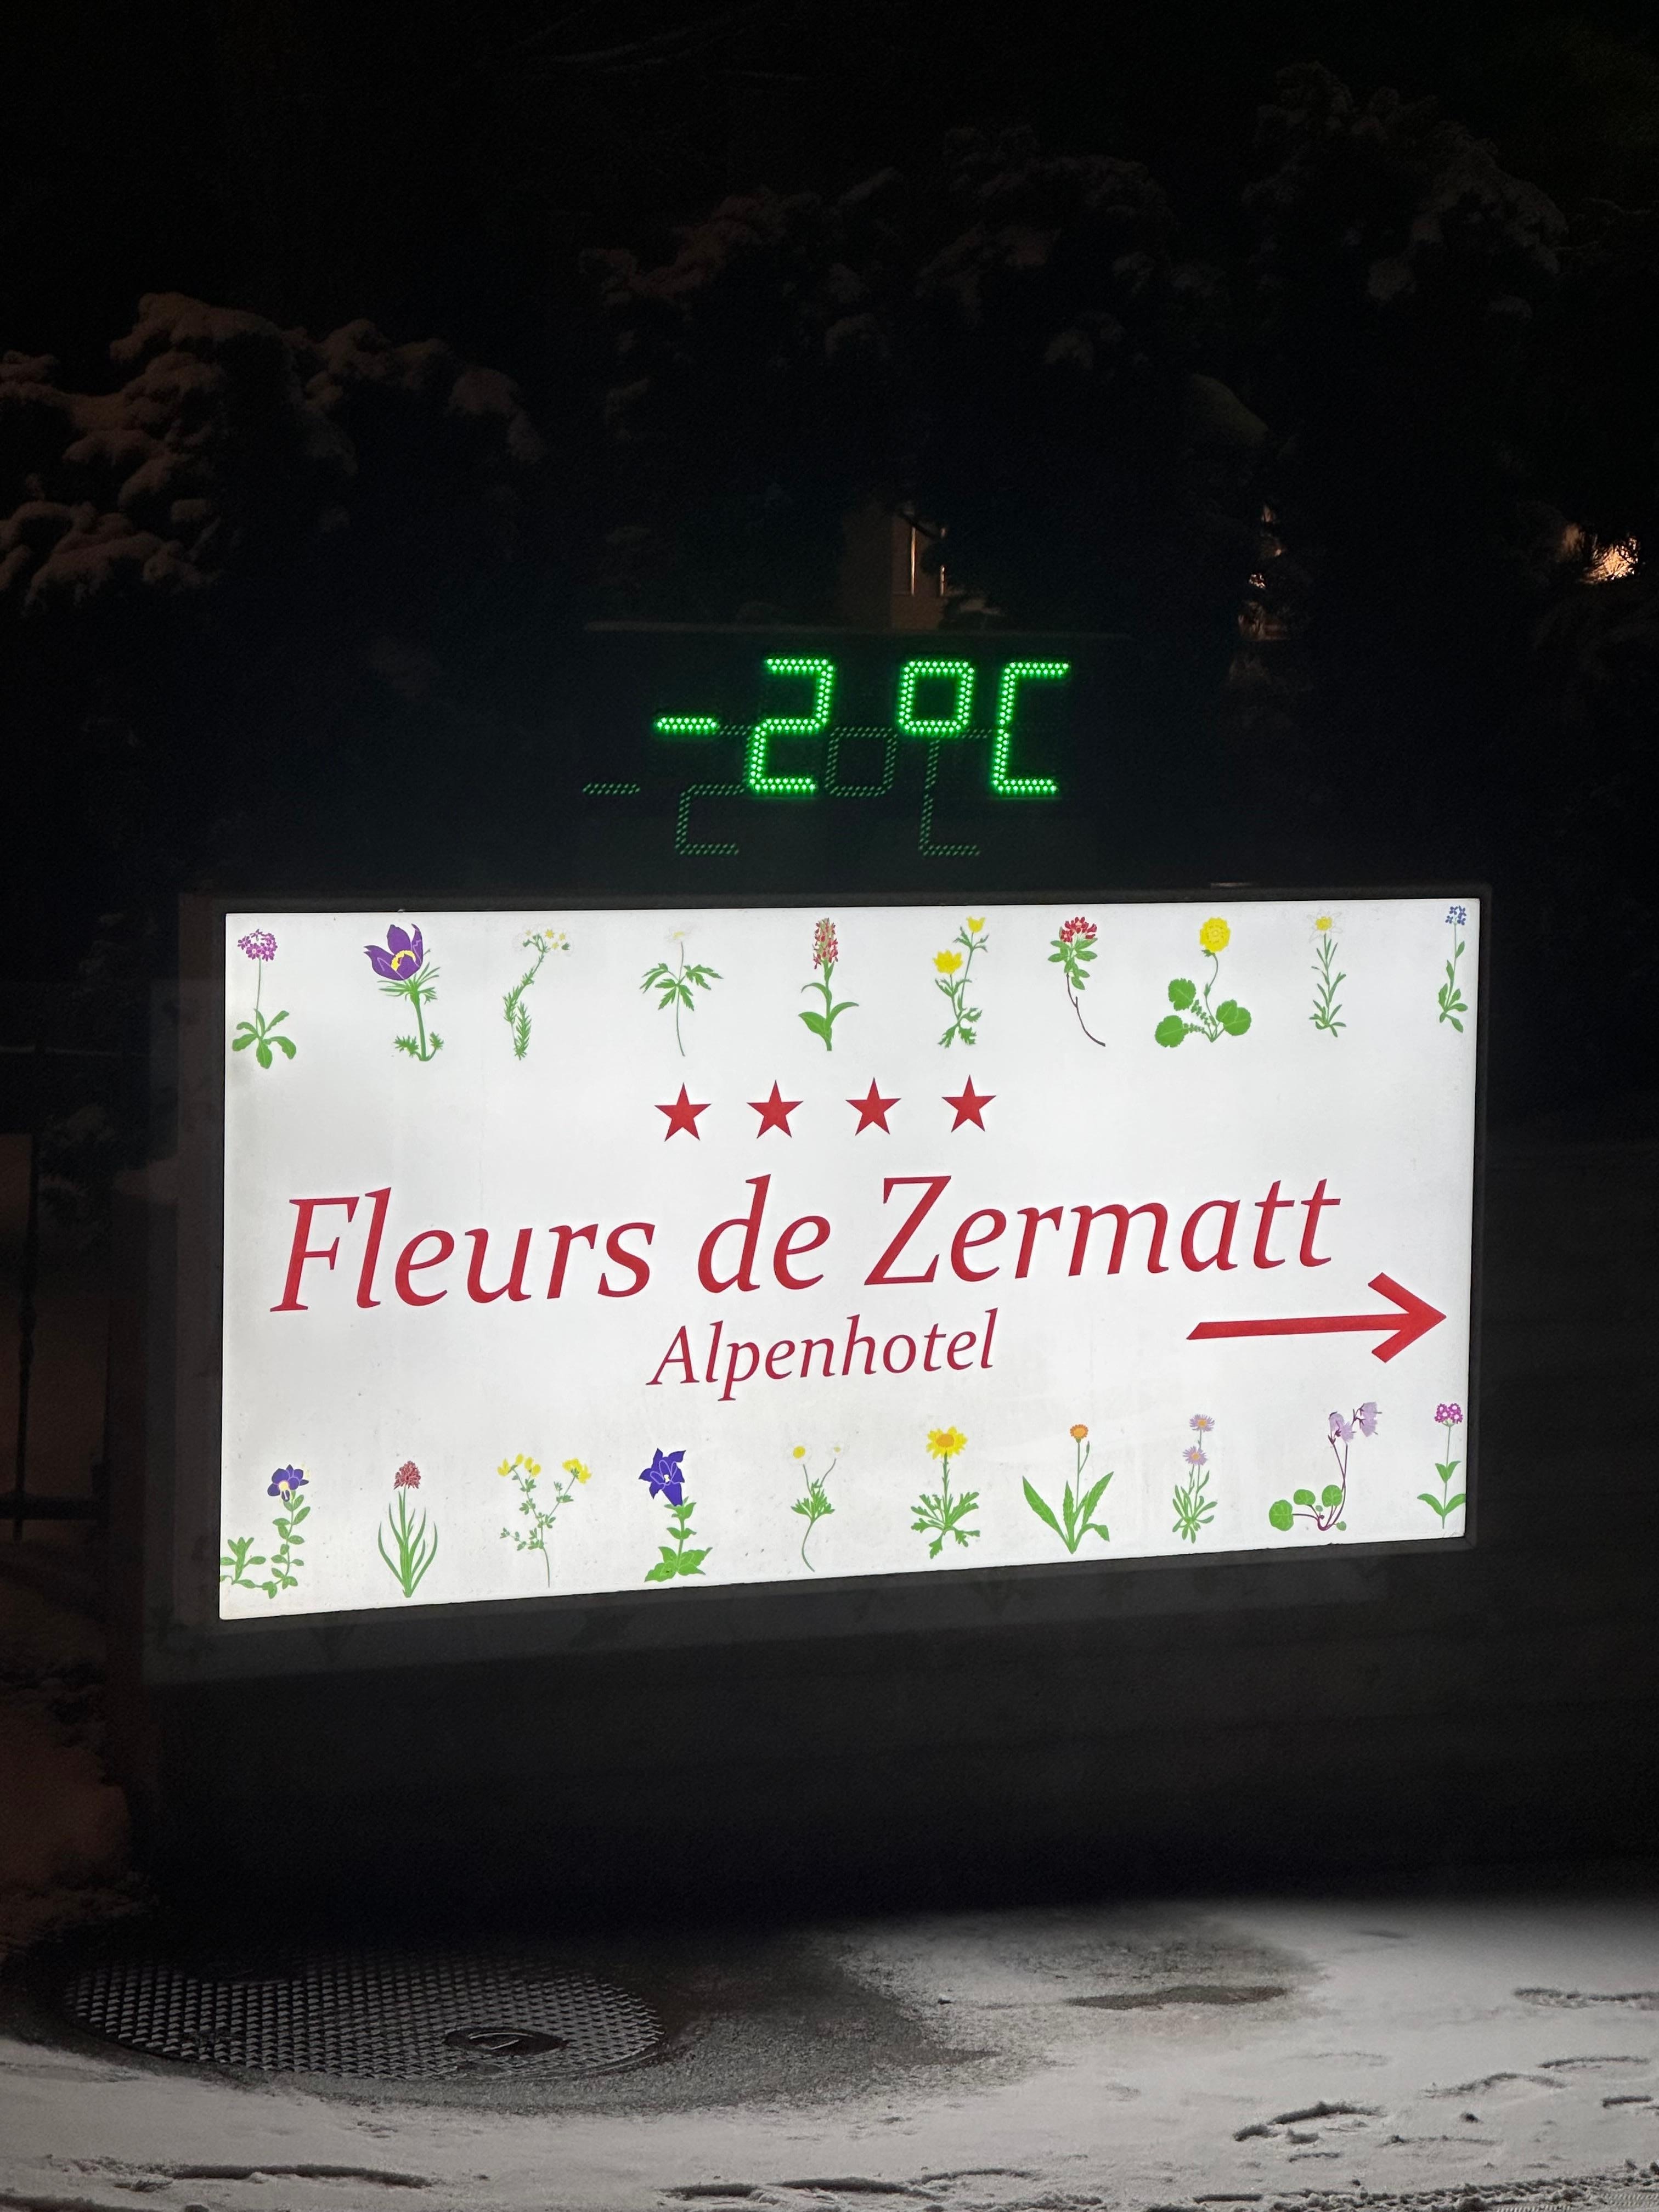 -2°C
★ ★ ★ ★
Fleurs de Zermatt
Alpenhotel